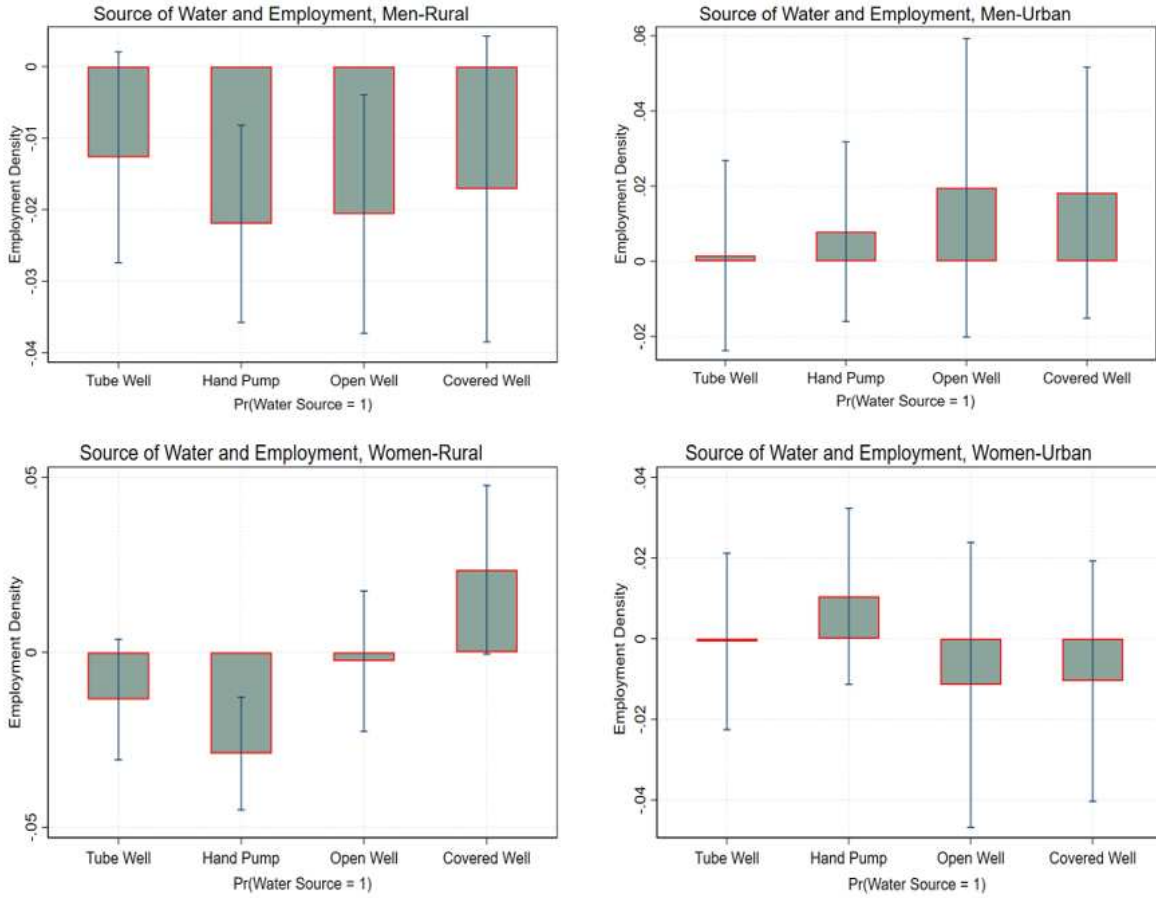 Source of Water and Employment, Men-Rural
Employment Density
0
-.01
-.02
-.03
-.04
Tube Well Hand Pump Open Well Covered Well
Pr(Water Source = 1)
Source of Water and Employment, Men-Urban
Employment Density
.06
.04
.02
0
-.02
Tube Well Hand Pump Open Well Covered Well
Pr(Water Source = 1)
Source of Water and Employment, Women-Rural
Employment Density
.05
0
-.05
Tube Well Hand Pump Open Well Covered Well
Pr(Water Source = 1)
Source of Water and Employment, Women-Urban
Employment Density
.04
.02
0
-.02
-.04
Tube Well Hand Pump Open Well Covered Well
Pr(Water Source = 1)